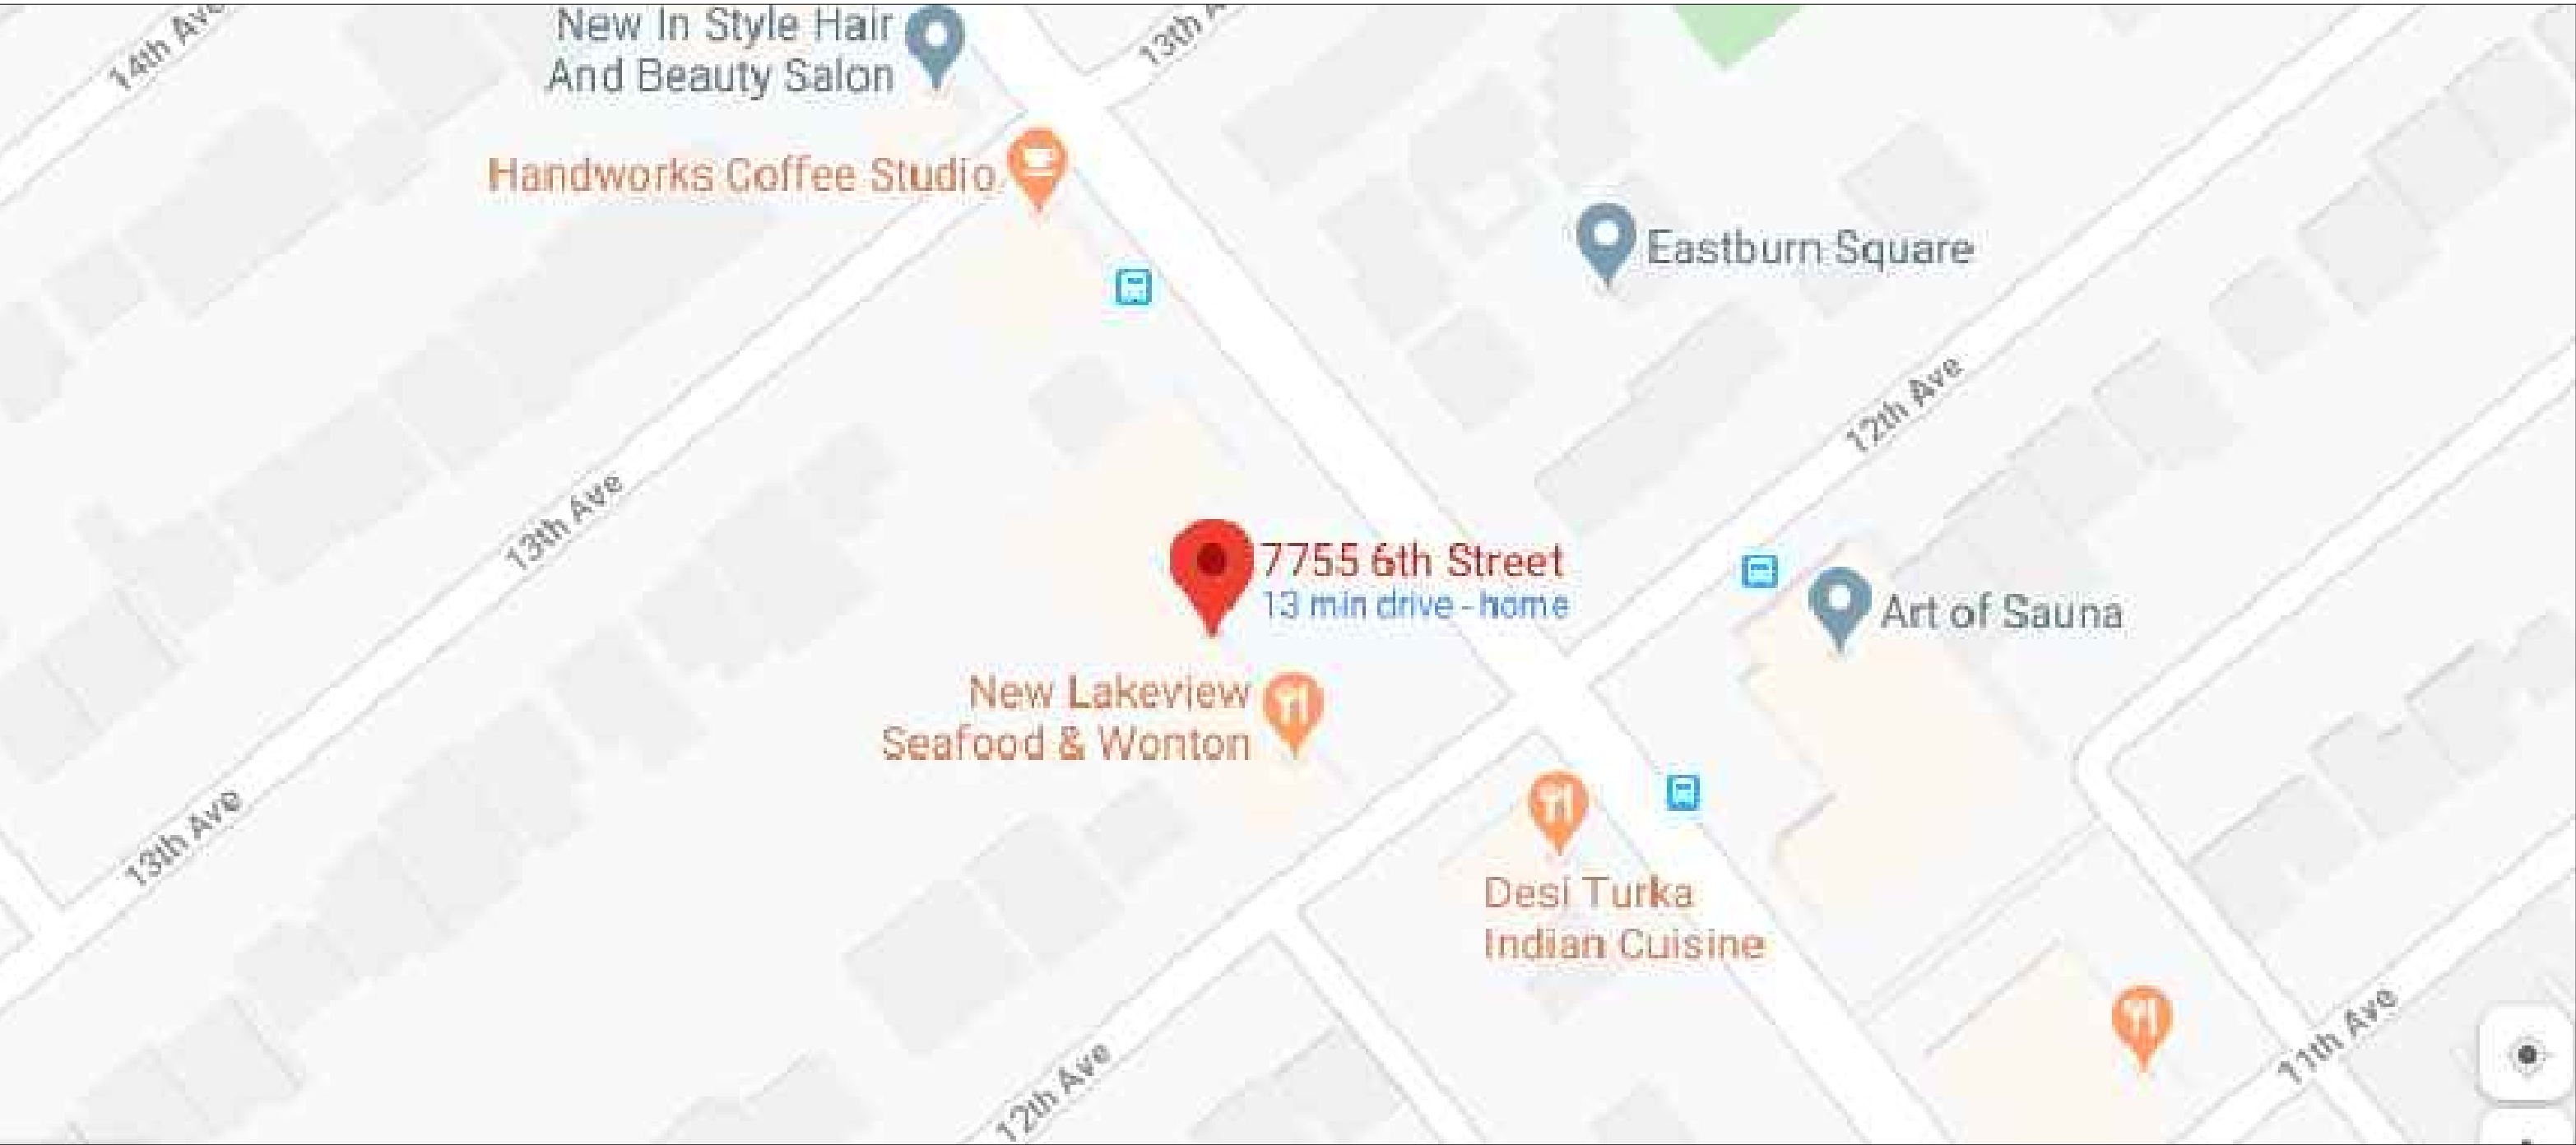 14th Ave
New In Style Hair
And Beauty Salon
13th A
Handworks Coffee Studio
Eastburn Square
12th Ave
13th Ave
7755 6th Street
13 min drive - home
Art of Sauna
New Lakeview
Seafood & Wonton
13th Ave
Desi Turka
Indian Cuisine
12th Ave
11th Ave